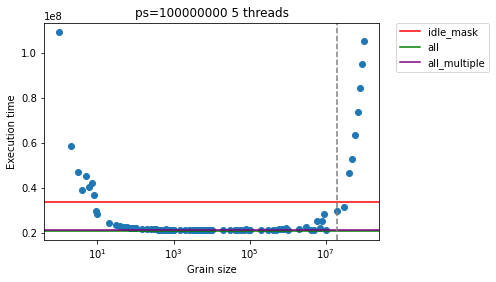 ps=100000000 5 threads
1e8
1.0
0.8
0.6
0.4
0.2
Execution time
10^1
10^3
10^5
10^7
Grain size
idle_mask
all
all_multiple